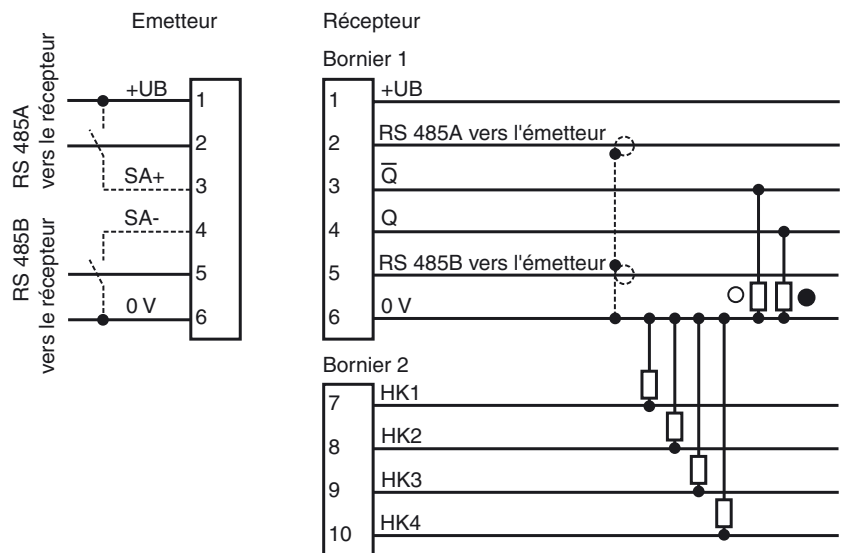 Emetteur
RS 485A
vers le récepteur
RS 485B
vers le récepteur
+UB
1
2
SA+
3
SA-
4
5
0 V
6
Récepteur
Bornier 1
1
+UB
2
RS 485A vers l'émetteur
3
Q̅
4
Q
5
RS 485B vers l'émetteur
6
0 V
Bornier 2
7
HK1
8
HK2
9
HK3
10
HK4